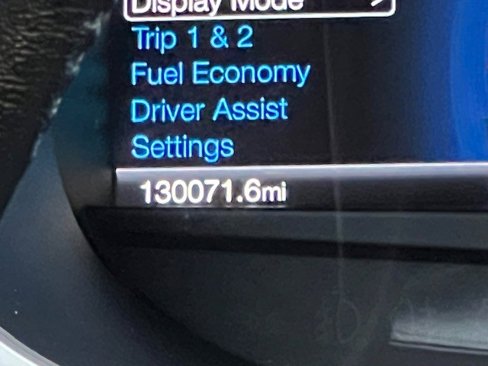 Display Mode >
Trip 1 & 2
Fuel Economy
Driver Assist
Settings
130071.6mi